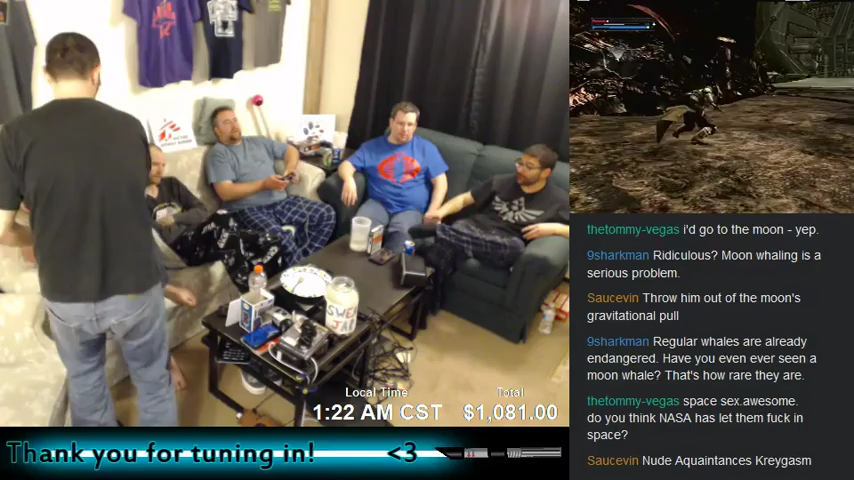 SWEAR
JAR
Local Time
Total
1:22 AM CST
$1,081.00
Thank you for tuning in!
<3
thetommy-vegas i'd go to the moon - yep.
9sharkman Ridiculous? Moon whaling is a
serious problem.
Saucevin Throw him out of the moon's
gravitational pull
9sharkman Regular whales are already
endangered. Have you even ever seen a
moon whale? That's how rare they are.
thetommy-vegas space sex.awesome.
do you think NASA has let them fuck in
space?
Saucevin Nude Aquaintances Kreygasm